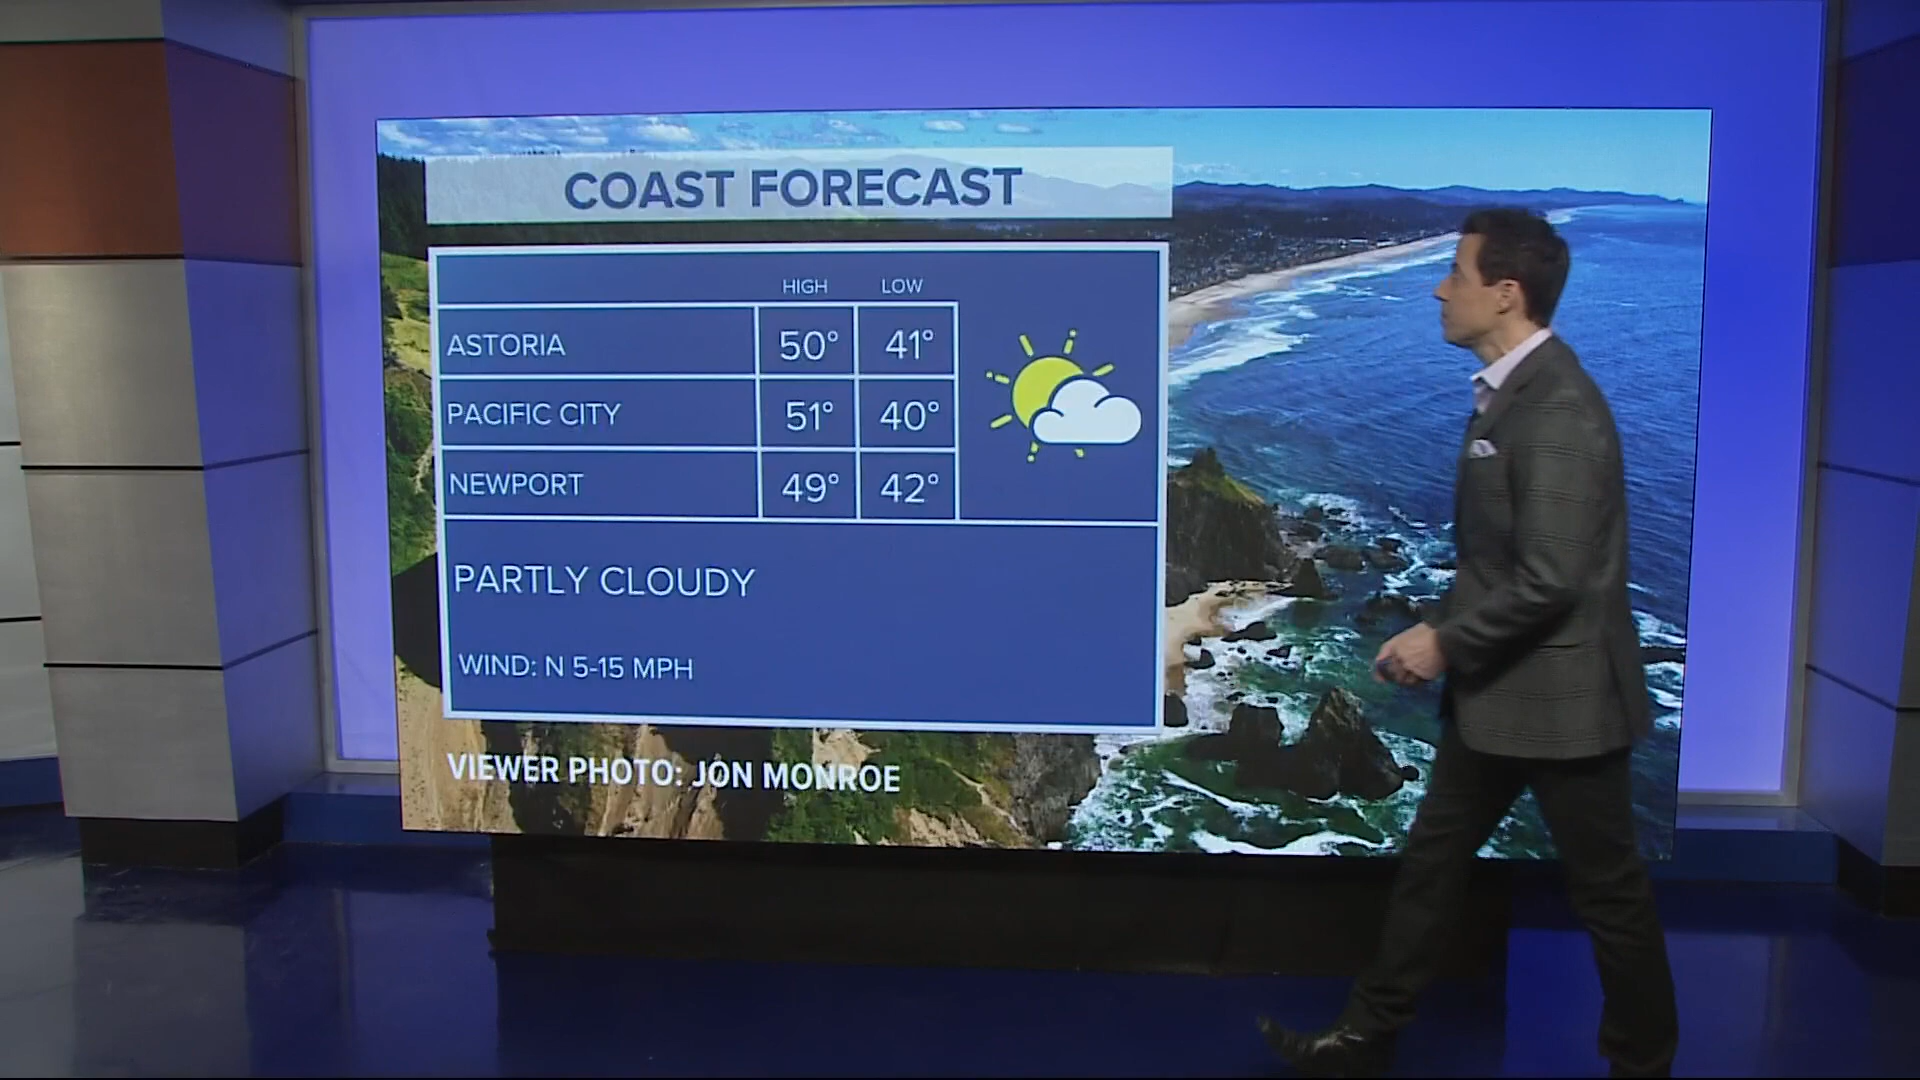 COAST FORECAST
HIGH LOW
ASTORIA 50° 41°
PACIFIC CITY 51° 40°
NEWPORT 49° 42°
PARTLY CLOUDY
WIND: N 5-15 MPH
VIEWER PHOTO: JON MONROE